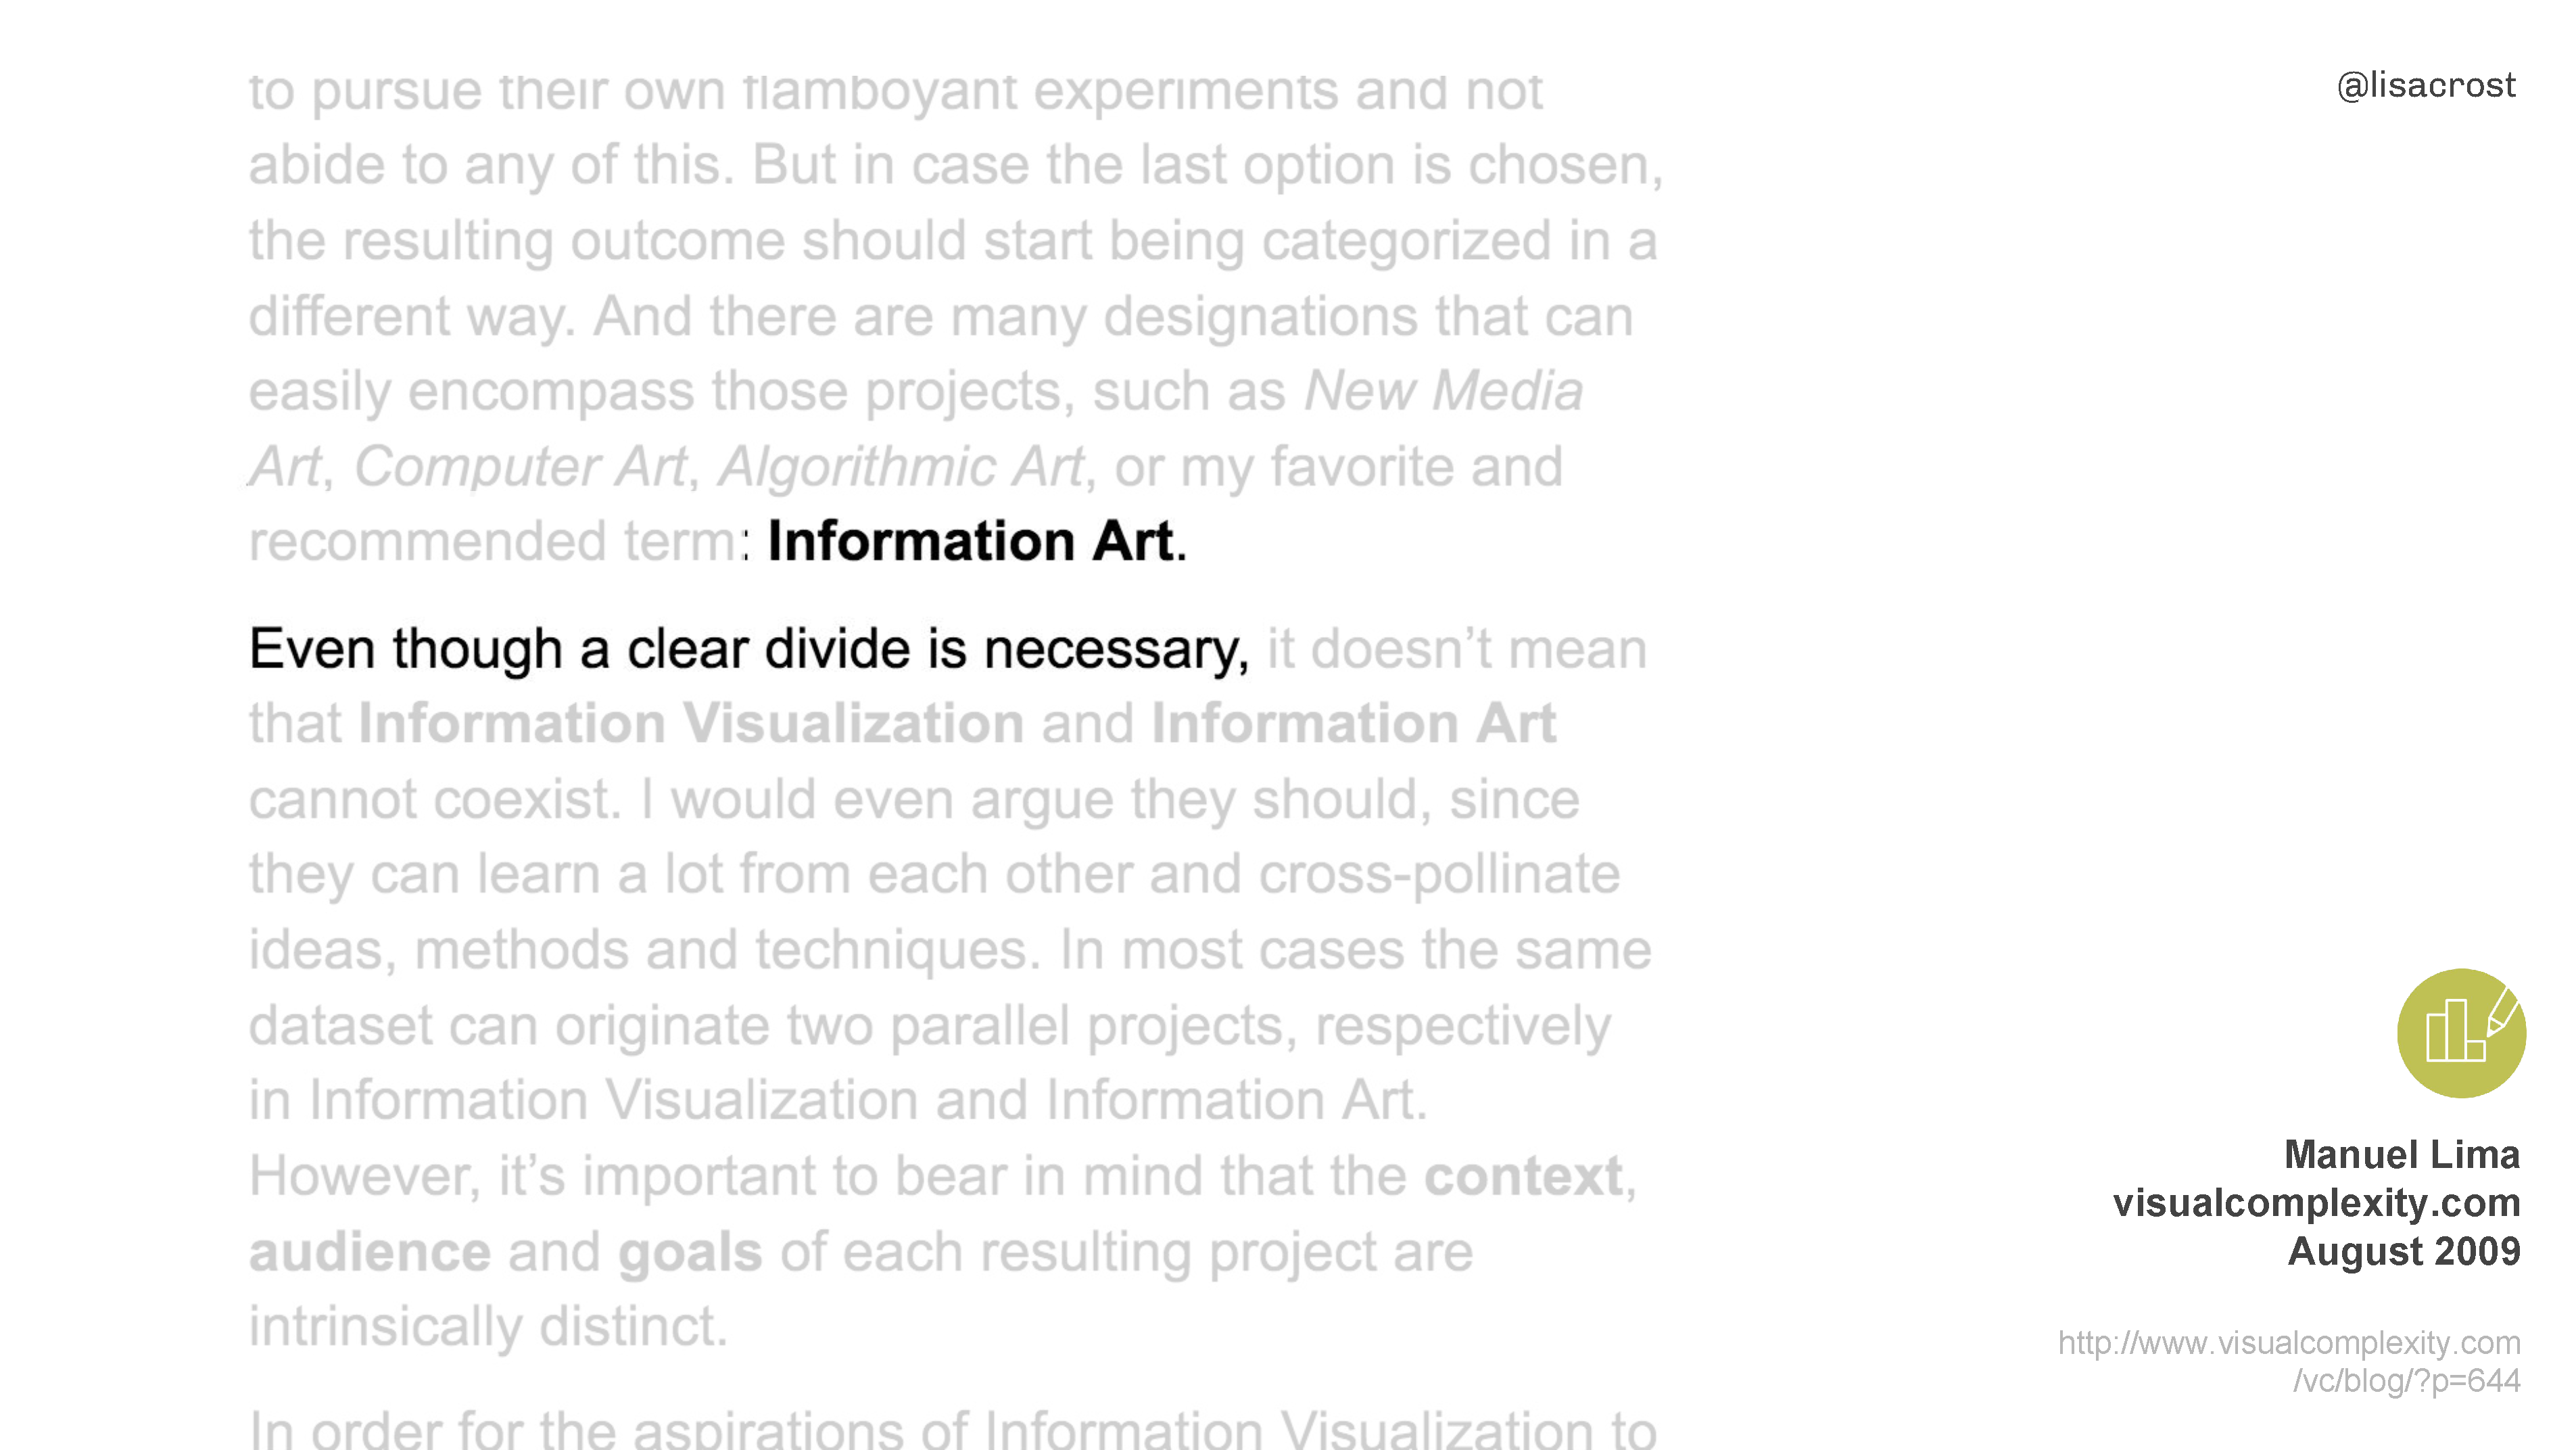 @lisacrost
to pursue their own flamboyant experiments and not
abide to any of this. But in case the last option is chosen,
the resulting outcome should start being categorized in a
different way. And there are many designations that can
easily encompass those projects, such as New Media
Art, Computer Art, Algorithmic Art, or my favorite and
recommended term: Information Art.
Even though a clear divide is necessary, it doesn’t mean
that Information Visualization and Information Art
cannot coexist. I would even argue they should, since
they can learn a lot from each other and cross-pollinate
ideas, methods and techniques. In most cases the same
dataset can originate two parallel projects, respectively
in Information Visualization and Information Art.
However, it’s important to bear in mind that the context,
audience and goals of each resulting project are
intrinsically distinct.
In order for the aspirations of Information Visualization to
Manuel Lima
visualcomplexity.com
August 2009
http://www.visualcomplexity.com
/vc/blog/?p=644